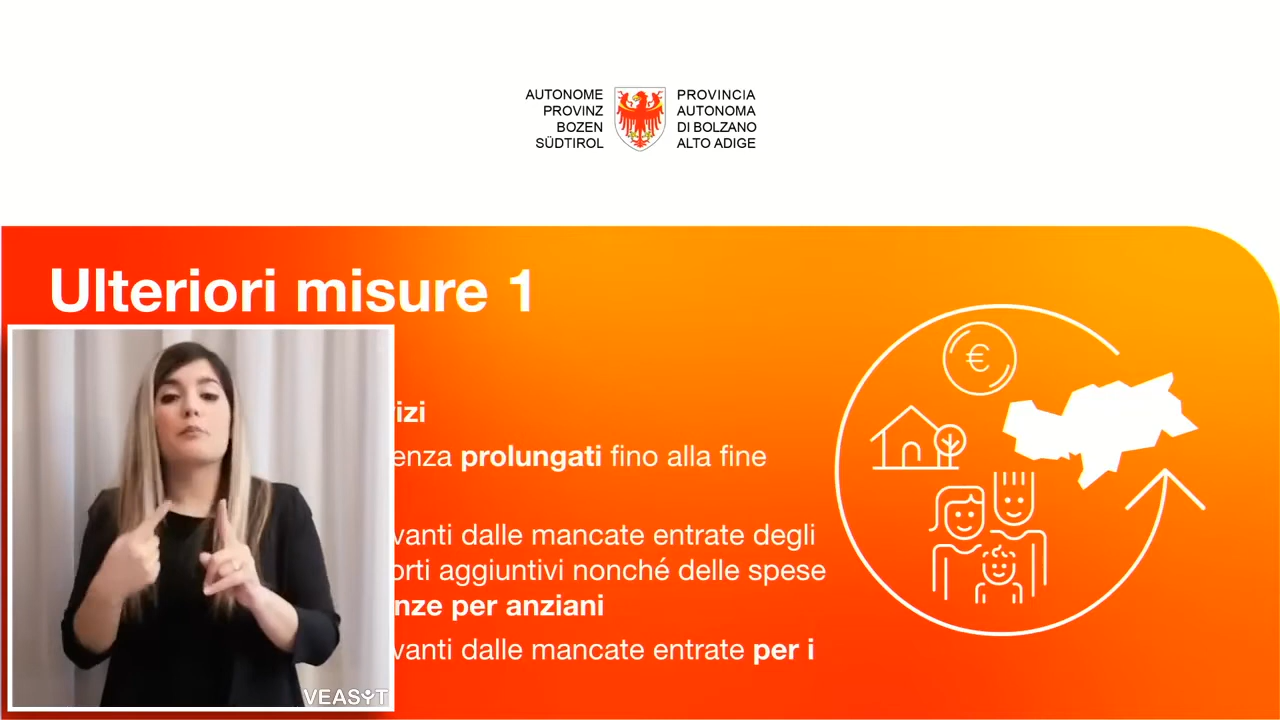 AUTONOME
PROVINZ
BOZEN
SÜDTIROL
PROVINCIA
AUTONOMA
DI BOLZANO
ALTO ADIGE
Ulteriori misure 1
€
izi
enza prolungati fino alla fine
vanti dalle mancate entrate degli
orti aggiuntivi nonché delle spese
nze per anziani
vanti dalle mancate entrate per i
VEASYT